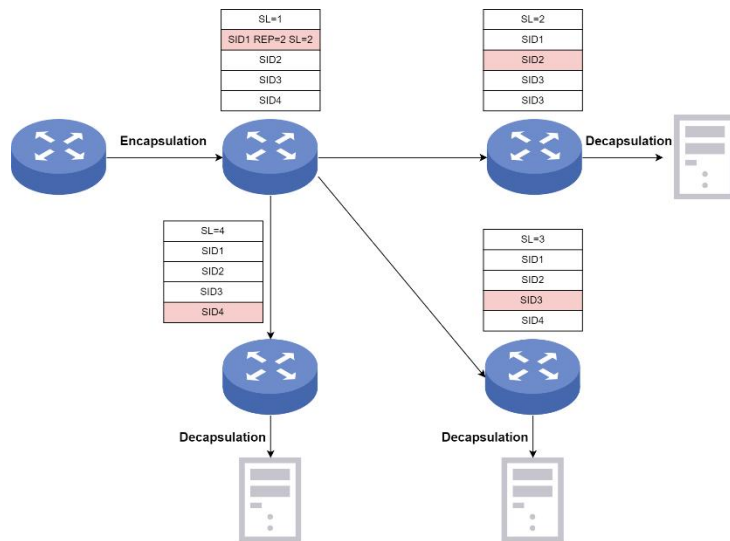 SL=1
SID1 REP=2 SL=2
SID2
SID3
SID4
SL=2
SID1
SID2
SID3
SID3
Encapsulation
Decapsulation
SL=4
SID1
SID2
SID3
SID4
SL=3
SID1
SID2
SID3
SID4
Decapsulation
Decapsulation